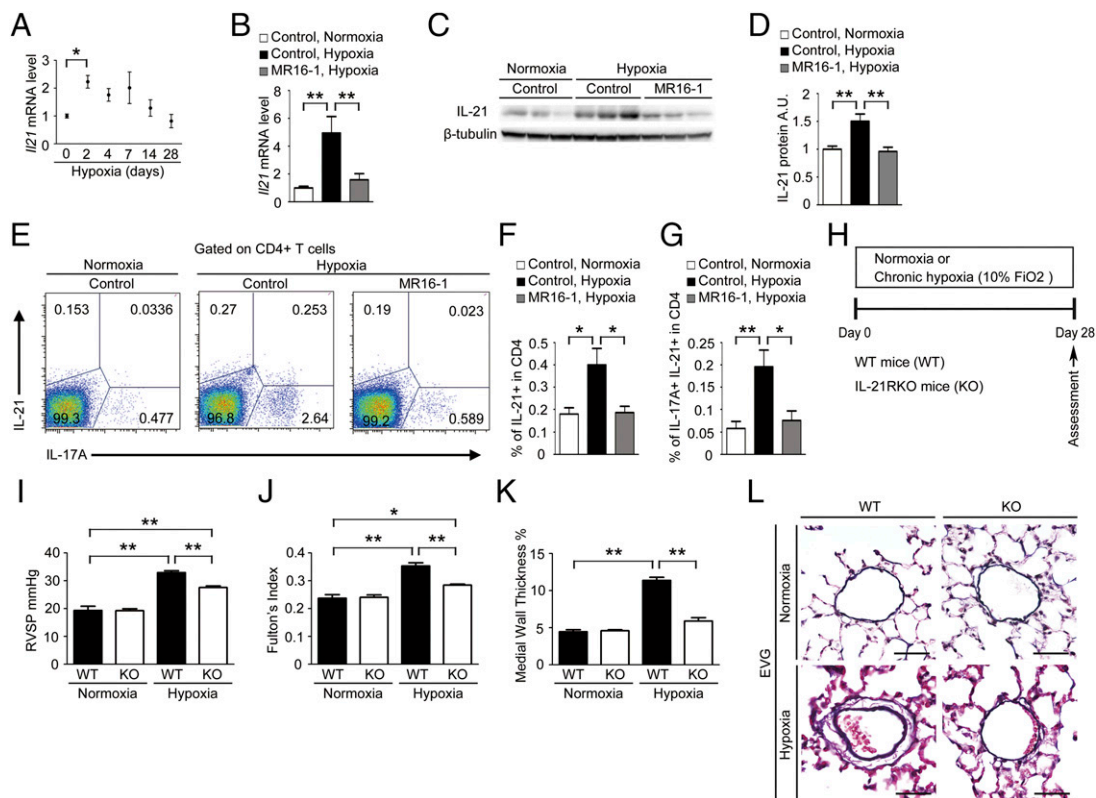 A
*
Il21 mRNA level
3
2
1
0
0 2 4 7 14 28
Hypoxia (days)
B
Control, Normoxia
Control, Hypoxia
MR16-1, Hypoxia
** **
Il21 mRNA level
8
6
4
2
0
C
Normoxia Hypoxia
Control Control MR16-1
IL-21
β-tubulin
D
Control, Normoxia
Control, Hypoxia
MR16-1, Hypoxia
** **
IL-21 protein A.U.
2
1.5
1
0.5
0
E
Gated on CD4+ T cells
Normoxia Hypoxia
Control Control MR16-1
0.153 0.0336 0.27 0.253 0.19 0.023
99.3 0.477 96.8 2.64 99.2 0.589
IL-21
IL-17A
F
Control, Normoxia
Control, Hypoxia
MR16-1, Hypoxia
* *
% of IL-21+ in CD4
0.5
0.4
0.3
0.2
0.1
0
G
Control, Normoxia
Control, Hypoxia
MR16-1, Hypoxia
** *
% of IL-17A+ IL-21+ in CD4
0.25
0.20
0.15
0.1
0.05
0
H
Normoxia or
Chronic hypoxia (10% FiO2 )
Day 0 Day 28
WT mice (WT)
IL-21RKO mice (KO)
Assessment
I
**
** **
RVSP mmHg
40
30
20
10
0
WT KO WT KO
Normoxia Hypoxia
J
*
** **
Fulton's Index
0.4
0.3
0.2
0.1
0
WT KO WT KO
Normoxia Hypoxia
K
** **
Medial Wall Thickness %
15
10
5
0
WT KO WT KO
Normoxia Hypoxia
L
WT KO
EVG
Normoxia
Hypoxia